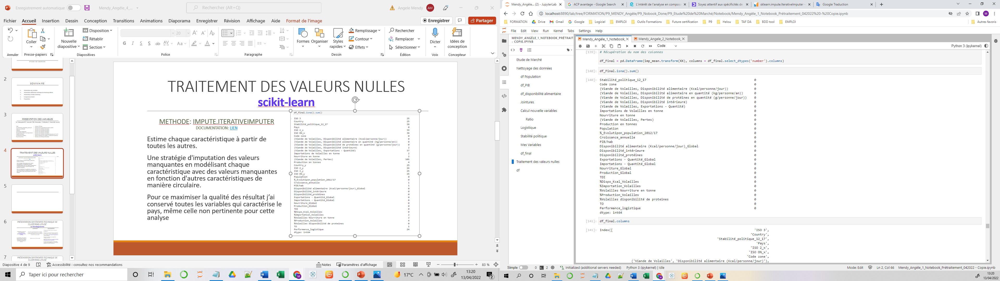 Enregistrement automatique
Mendy_Angèle_4_...
Rechercher (Alt+Q)
Angele Mendy
AM
Fichier
Accueil
Insertion
Dessin
Conception
Transitions
Animations
Diaporama
Enregistrer
Révision
Affichage
Aide
Format de l'image
Enregistrer
Partager
Coller
Nouvelle
diapositive
Disposition
Rétablir
Section
20
Formes
Organiser
Styles
rapides
Remplissage
Contour
Effets
Rechercher
Remplacer
Sélectionner
Dicter
Idées de
conception
Annuler
Presse-papiers
Diapositives
Police
Paragraphe
Dessin
Édition
Voix
Concepteur
ETUDE DE MARCHE
2
SOMMAIRE
3
PRESENTATION DES VARIABLES
4
TRAITEMENT DES VALEURS NULLES
scikit-learn
5
6
PRÉSENTATION DIFFÉRENTES TECHNIQUE DE
CLUSTERING UTILISÉ
Le Dendogramme
7
PRÉSENTATION DIFFÉRENTES TECHNIQUE DE
CLUSTERING UTILISÉ
TRAITEMENT DES VALEURS NULLES
scikit-learn
METHODE: IMPUTE.ITERATIVEIMPUTER
DOCUMENTATION: LIEN
Estime chaque caractéristique à partir de
toutes les autres.
Une stratégie d'imputation des valeurs
manquantes en modélisant chaque
caractéristique avec des valeurs manquantes
en fonction d'autres caractéristiques de
manière circulaire.
Pour ce maximiser la qualité des résultat j'ai
conservé toutes les variables qui caractérise le
pays, même celle non pertinente pour cette
analyse
df_final.isna().sum()
ISO 3 25
Country 25
Stabilité_politique_12_17 38
Pays 0
ISO 2_x 39
ISO ON_x 38
Code zone 0
(Viande de Volailles, Disponibilité alimentaire (Kcal/personne/jour)) 0
(Viande de Volailles, Disponibilité alimentaire en quantité (kg/personne/an)) 0
(Viande de Volailles, Disponibilité de protéines en quantité (g/personne/jour)) 0
(Viande de Volailles, Disponibilité intérieure) 2
(Viande de Volailles, Exportations - Quantité) 37
Importations de Volailles en tonne 2
Nourriture en tonne 2
(Viande de Volailles, Pertes) 105
Production en tonnes 4
Country_y 25
ISO 2_y 26
ISO 3_y 25
ISO ON_y 25
Population 0
%_Evolutipon_population_2012/17 0
Croissance_annuelle 1
PIB/hab 1
Disponibilité alimentaire (Kcal/personne/jour)_Global 0
Disponibilité_intérieure 0
Disponibilité_protéines 0
Exportations - Quantité_Global 0
Importations - Quantité_Global 0
Nourriture_Global 0
Production_Global 0
TDI 0
%Dispo_Kcal_Volailles 0
%Importation_Volailles 2
%Volailles Nourriture en tonne 2
%Production_Volailles 4
%Volailles disponibilité de proteines 0
TO 1
Performance_logistique 24
dtype: int64
Diapositive 4 de 9
Accessibilité : consultez nos recommandations
Notes
Paramètres d'affichage
83 %
Taper ici pour rechercher
17°C
13:20
13/04/2022
2
Mendy_Angèle... (2) - JupyterLab
ACP avantage - Google Search
L'intérêt de l'analyse en compos
Soyez attentif aux spécificités de
sklearn.impute.IterativeImputer
Google Traduction
localhost:8890/lab/tree/FORMATION/P9_MENDY_Angèle/P9_Nobook_Done/P9_Etude%20de%20Marché/Notebook/Mendy_Angèle_1_Notebook_Prétraitement_042022%20-%20Copie.ipynb
M
FORMATION
Drive
Gmail
Google
Logiciel
EMPLOI
Outils Formations
Future certification
P9
Helou
TAF DA
BDD tool
EMPLOI
Autres favoris
File
Edit
View
Run
Kernel
Tabs
Settings
Help
MENDY_ANGÈLE_1_NOTEBOOK_PRÉTRAIT
- COPIE.IPYNB
Etude de Marché
Nettoyage des données
df Population
df_PIB
df_disponibilité alimentaire
Jointures
Calcul nouvelle variables
Ratio
Logistique
Stabilité politique
Mes Variables
df_final
Traitement des valeurs nulles
df
Mendy_Angèle_1_Notebook_
Mendy_Angele_2_Notebook_
Code
Python 3 (ipykernel)
[139]: # Récupération du nom des colonnes
df_Final = pd.DataFrame(imp_mean.transform(XX), columns = df_final.select_dtypes('number').columns)
[140]: df_Final.isna().sum()
[140]: Stabilité_politique_12_17 0
Code zone 0
(Viande de Volailles, Disponibilité alimentaire (Kcal/personne/jour)) 0
(Viande de Volailles, Disponibilité alimentaire en quantité (kg/personne/an)) 0
(Viande de Volailles, Disponibilité de protéines en quantité (g/personne/jour)) 0
(Viande de Volailles, Disponibilité intérieure) 0
(Viande de Volailles, Exportations - Quantité) 0
Importations de Volailles en tonne 0
Nourriture en tonne 0
(Viande de Volailles, Pertes) 0
Production en tonnes 0
Population 0
%_Evolutipon_population_2012/17 0
Croissance_annuelle 0
PIB/hab 0
Disponibilité alimentaire (Kcal/personne/jour)_Global 0
Disponibilité_intérieure 0
Disponibilité_protéines 0
Exportations - Quantité_Global 0
Importations - Quantité_Global 0
Nourriture_Global 0
Production_Global 0
TDI 0
%Dispo_Kcal_Volailles 0
%Importation_Volailles 0
%Volailles Nourriture en tonne 0
%Production_Volailles 0
%Volailles disponibilité de proteines 0
TO 0
Performance_logistique 0
dtype: int64
[141]: df_final.columns
[141]: Index([ 'ISO 3',
'Country',
'Stabilité_politique_12_17',
'Pays',
'ISO 2_x',
'ISO ON_x',
'Code zone',
('Viande de Volailles', 'Disponibilité alimentaire (Kcal/personne/jour)'),
Simple
0
2
Initialized (additional servers needed)
Python 3 (ipykernel) | Idle
Mode: Edit
Ln 2, Col 66
Mendy_Angèle_1_Notebook_Prétraitement_042022 - Copie.ipynb
13:20
13/04/2022